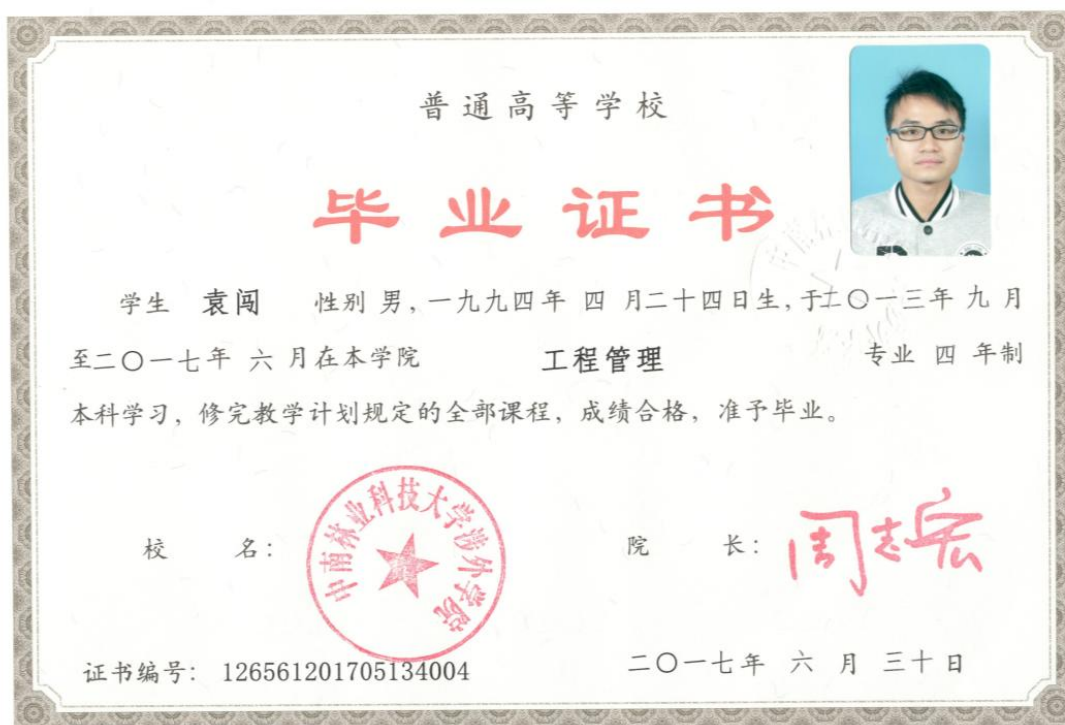 普通高等学校
毕业证书
学生 袁闯 性别 男，一九九四年 四 月二十四日生，于二〇一三年 九 月
至二〇一七年 六 月在本学院 工程管理 专业 四 年制
本科学习，修完教学计划规定的全部课程，成绩合格，准予毕业。
校 名：
中南林业科技大学涉外学院
院 长：
周志宏
证书编号： 126561201705134004
二〇一七年 六 月 三十日